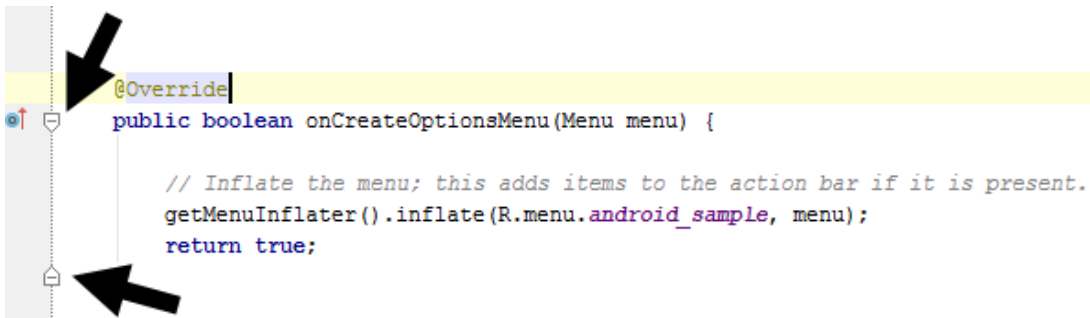 @Override
public boolean onCreateOptionsMenu(Menu menu) {
// Inflate the menu; this adds items to the action bar if it is present.
getMenuInflater().inflate(R.menu.android_sample, menu);
return true;